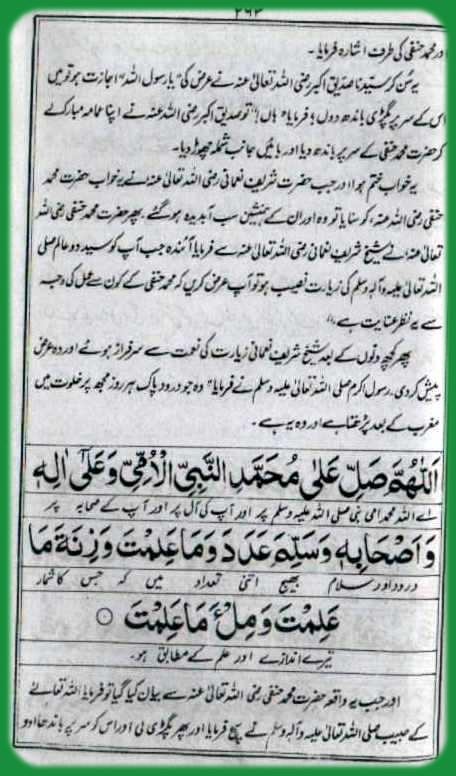 ۲۶۴
در محمد حنفی کی طرف اشارہ فرمایا۔
یہ سُن کر سیدنا صدیق اکبر رضی اللہ تعالیٰ عنہ نے عرض کی ”یا رسول اللہ“ اجازت ہو تو میں
اس کے سر پر پگڑی باندھ دوں؟ فرمایا ”ہاں!“ تو صدیق اکبر رضی اللہ عنہ نے اپنا عمامہ مبارک لے
کر حضرت محمد حنفی کے سر پر باندھ دیا اور بائیں جانب شملہ چھوڑ دیا۔
یہ خواب ختم ہوا اور جب حضرت شریف نعمانی رضی اللہ تعالیٰ عنہ نے یہ خواب حضرت محمد
حنفی رضی اللہ عنہ، کو سنایا تو وہ اور ان کے ہمنشین سب آبدیدہ ہو گئے۔ پھر حضرت محمد حنفی رضی اللہ
تعالیٰ عنہ نے شیخ شریف نعمانی رضی اللہ تعالیٰ عنہ سے فرمایا آئندہ جب آپ کو سید دو عالم صلی
اللہ تعالیٰ علیہ وآلہٖ وسلم کی زیارت نصیب ہو تو آپ عرض کریں کہ محمد حنفی کے کون سے عمل کی وجہ
سے یہ نظر عنایت ہے۔“
پھر کچھ دنوں کے بعد شیخ شریف نعمانی زیارت کی نعمت سے سرفراز ہوئے اور وہ عرض
پیش کر دی۔ رسول اکرم صلی اللہ تعالیٰ علیہ وسلم نے فرمایا ”وہ جو درود پاک ہر روز مجھ پر خلوت میں
مغرب کے بعد پڑھتا ہے اور وہ یہ ہے۔
اَللّٰهُمَّ صَلِّ عَلٰی مُحَمَّدِ النَّبِيِّ الْاُمِّيِّ وَعَلٰٓی اٰلِهٖ
اے اللہ محمد امی نبی صلی اللہ علیہ وسلم پر اور آپ کی آل پر اور آپ کے صحابہ پر
وَاَصْحَابِهٖ وَسَلِّمْ عَدَدَ وَمَا عَلِمْتَ وَزِنَةَ مَا
درود اور سلام بھیج اتنی تعداد میں کہ جس کا شمار
عَلِمْتَ وَمِلْءَ مَا عَلِمْتَ ۝
تیرے اندازے اور علم کے مطابق ہو۔
اور جب یہ واقعہ حضرت محمد حنفی رضی اللہ تعالیٰ عنہ سے بیان کیا گیا تو فرمایا اللہ تعالےٰ
کے حبیب صلی اللہ تعالیٰ علیہ وآلہٖ وسلم نے سچ فرمایا اور پھر پگڑی لی اور اس کو سر پر باندھا اور